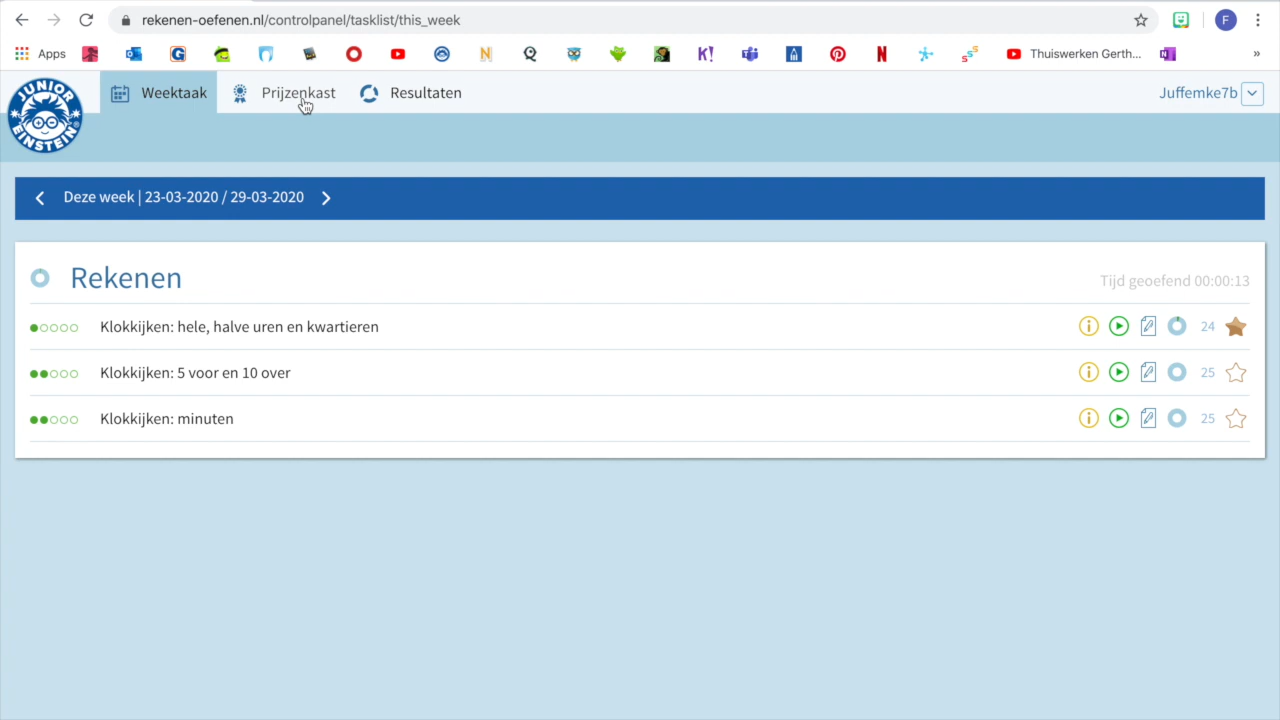 rekenen-oefenen.nl/controlpanel/tasklist/this_week
F
Apps
G
N
K!
N
Thuiswerken Gerth...
N
»
JUNIOR EINSTEIN
Weektaak
Prijzenkast
Resultaten
Juffemke7b
Deze week | 23-03-2020 / 29-03-2020
Rekenen
Tijd geoefend 00:00:13
Klokkijken: hele, halve uren en kwartieren
24
Klokkijken: 5 voor en 10 over
25
Klokkijken: minuten
25